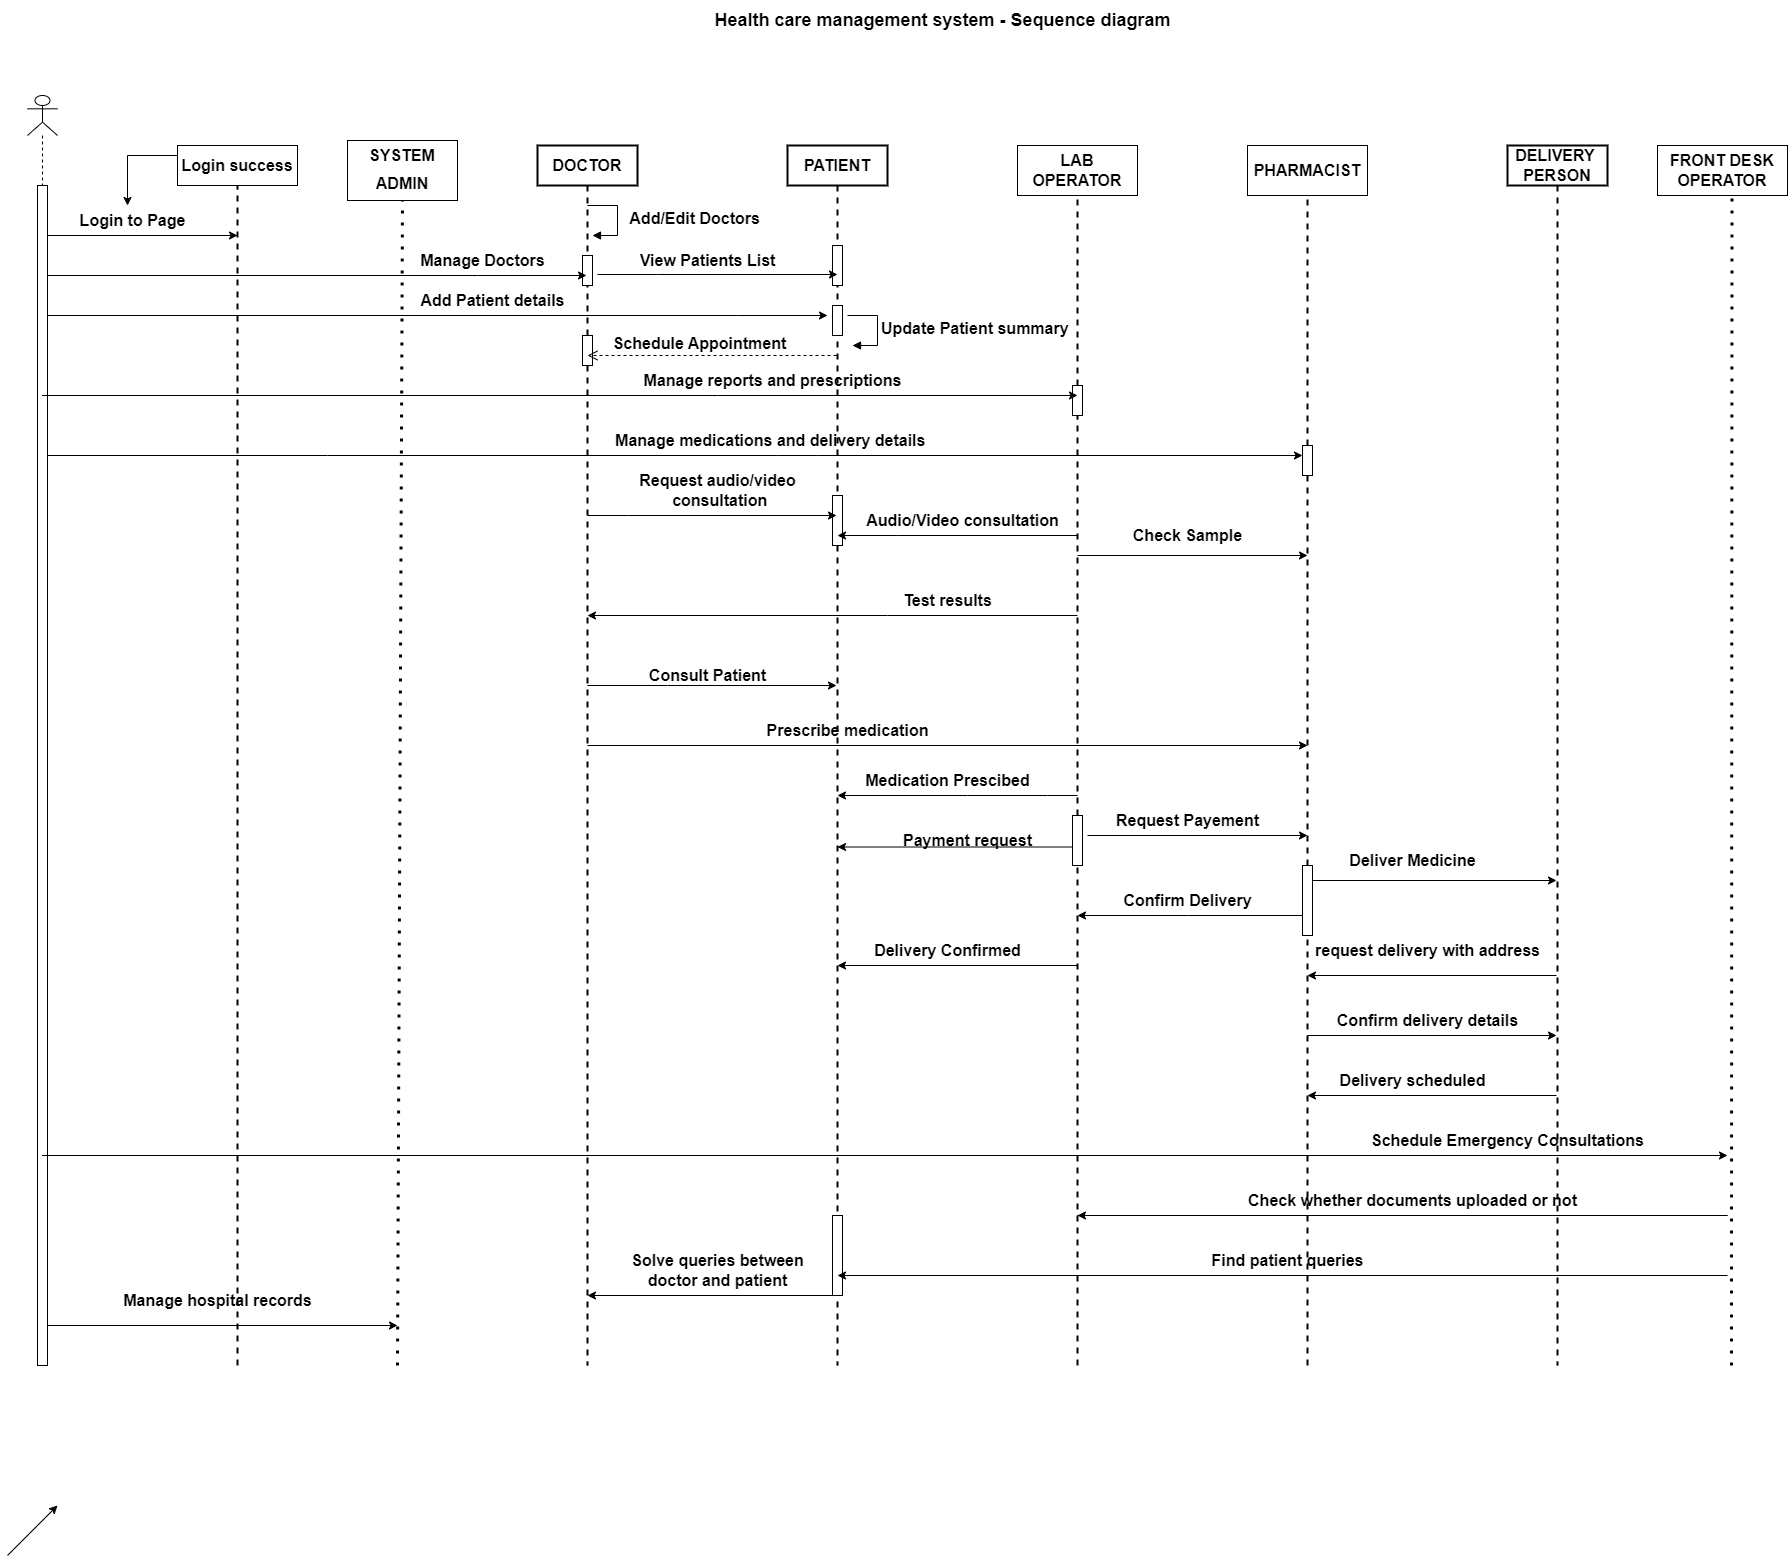 Health care management system - Sequence diagram
Login success
SYSTEM
ADMIN
DOCTOR
PATIENT
LAB
OPERATOR
PHARMACIST
DELIVERY
PERSON
FRONT DESK
OPERATOR
Login to Page
Add/Edit Doctors
Manage Doctors
View Patients List
Add Patient details
Update Patient summary
Schedule Appointment
Manage reports and prescriptions
Manage medications and delivery details
Request audio/video
consultation
Audio/Video consultation
Check Sample
Test results
Consult Patient
Prescribe medication
Medication Prescibed
Request Payement
Payment request
Deliver Medicine
Confirm Delivery
Delivery Confirmed
request delivery with address
Confirm delivery details
Delivery scheduled
Schedule Emergency Consultations
Check whether documents uploaded or not
Solve queries between
doctor and patient
Find patient queries
Manage hospital records